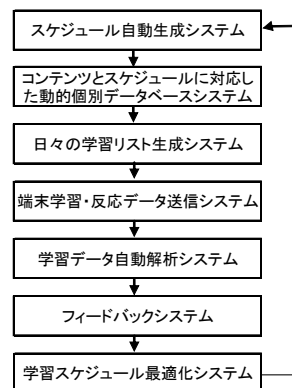 スケジュール自動生成システム
コンテンツとスケジュールに対応し
た動的個別データベースシステム
日々の学習リスト生成システム
端末学習・反応データ送信システム
学習データ自動解析システム
フィードバックシステム
学習スケジュール最適化システム